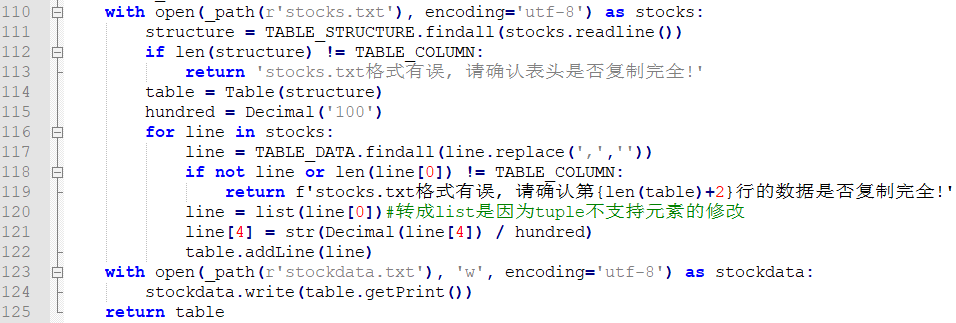 110 with open(_path(r'stocks.txt'), encoding='utf-8') as stocks:
111 structure = TABLE_STRUCTURE.findall(stocks.readline())
112 if len(structure) != TABLE_COLUMN:
113 return 'stocks.txt格式有误, 请确认表头是否复制完全!'
114 table = Table(structure)
115 hundred = Decimal('100')
116 for line in stocks:
117 line = TABLE_DATA.findall(line.replace(',',''))
118 if not line or len(line[0]) != TABLE_COLUMN:
119 return f'stocks.txt格式有误, 请确认第{len(table)+2}行的数据是否复制完全!'
120 line = list(line[0])#转成list是因为tuple不支持元素的修改
121 line[4] = str(Decimal(line[4]) / hundred)
122 table.addLine(line)
123 with open(_path(r'stockdata.txt'), 'w', encoding='utf-8') as stockdata:
124 stockdata.write(table.getPrint())
125 return table